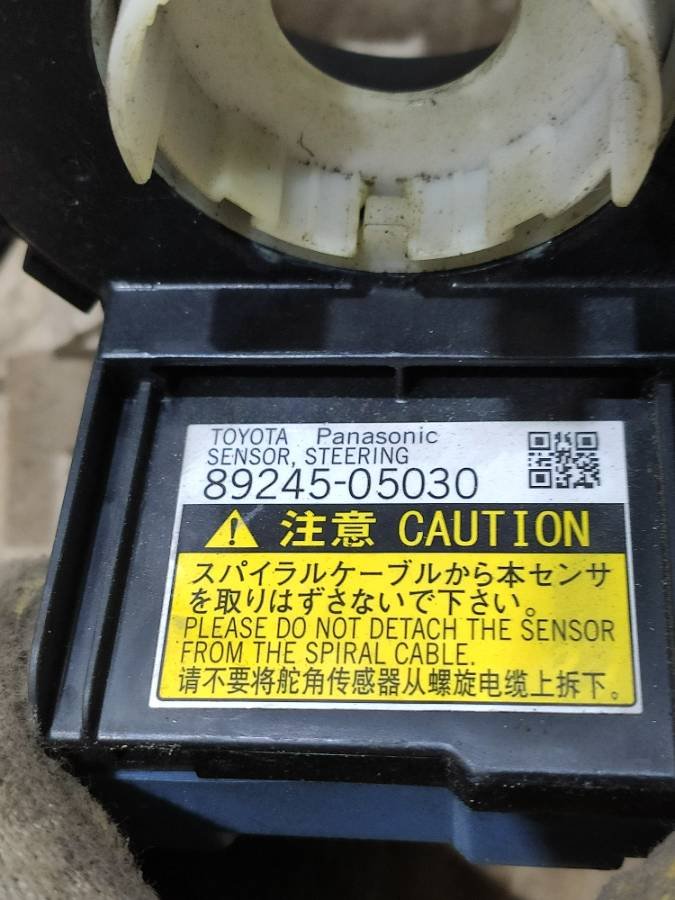 TOYOTA Panasonic
SENSOR, STEERING
89245-05030
注意 CAUTION
スパイラルケーブルから本センサ
を取りはずさないで下さい。
PLEASE DO NOT DETACH THE SENSOR
FROM THE SPIRAL CABLE.
请不要将舵角传感器从螺旋电缆上拆下。